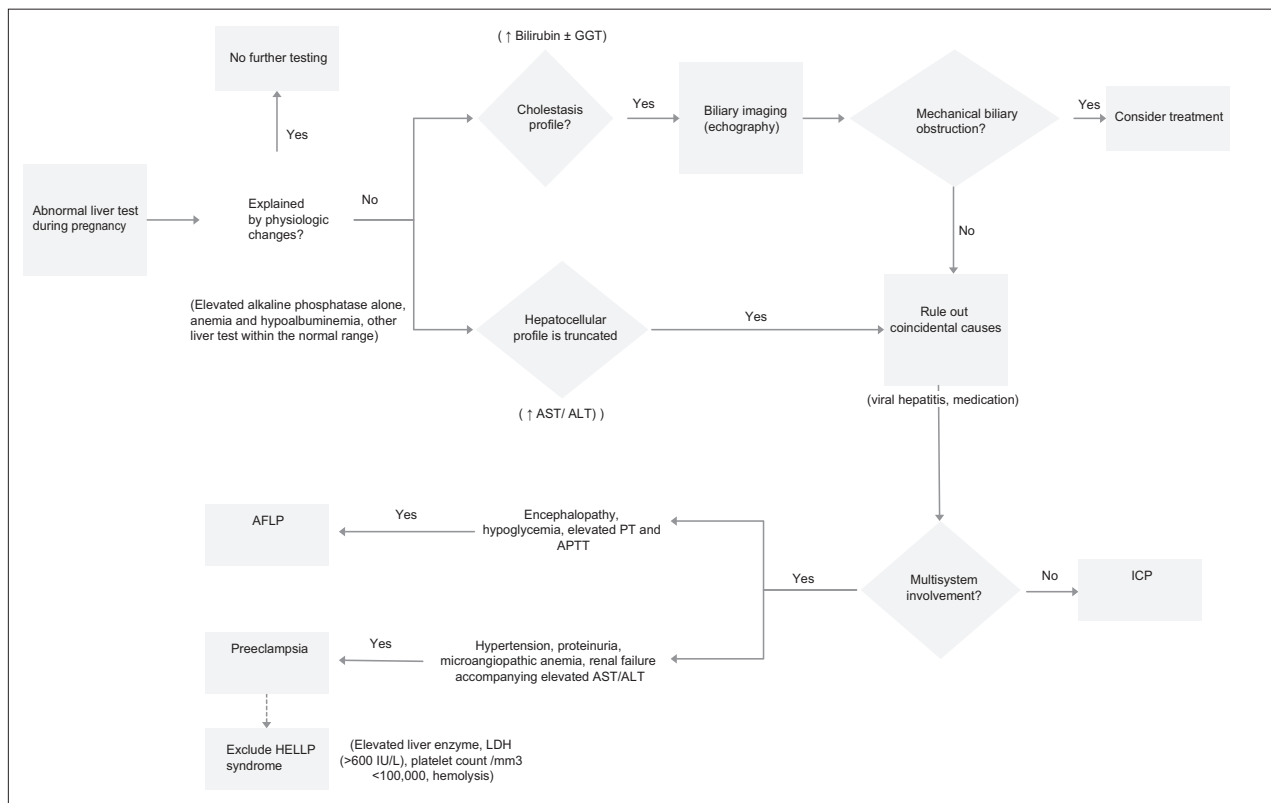 ( ↑ Bilirubin ± GGT)
No further testing
Cholestasis
profile?
Yes
Biliary imaging
(echography)
Mechanical biliary
obstruction?
Yes
Consider treatment
Yes
Abnormal liver test
during pregnancy
Explained
by physiologic
changes?
No
No
(Elevated alkaline phosphatase alone,
anemia and hypoalbuminemia, other
liver test within the normal range)
Hepatocellular
profile is truncated
Yes
Rule out
coincidental causes
( ↑ AST/ ALT) )
(viral hepatitis, medication)
AFLP
Yes
Encephalopathy,
hypoglycemia, elevated PT and
APTT
Yes
Multisystem
involvement?
No
ICP
Preeclampsia
Yes
Hypertension, proteinuria,
microangiopathic anemia, renal failure
accompanying elevated AST/ALT
Exclude HELLP
syndrome
(Elevated liver enzyme, LDH
(>600 IU/L), platelet count /mm3
<100,000, hemolysis)